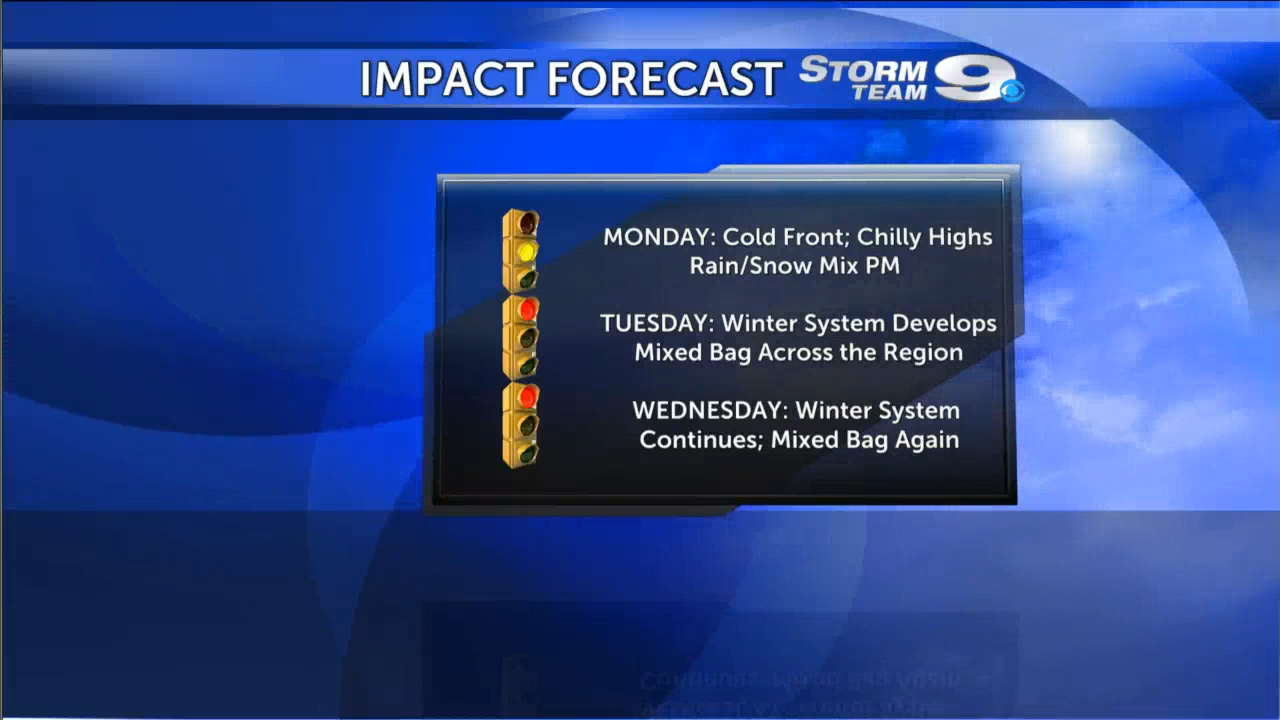 IMPACT FORECAST STORM TEAM 9
MONDAY: Cold Front; Chilly Highs
Rain/Snow Mix PM
TUESDAY: Winter System Develops
Mixed Bag Across the Region
WEDNESDAY: Winter System
Continues; Mixed Bag Again